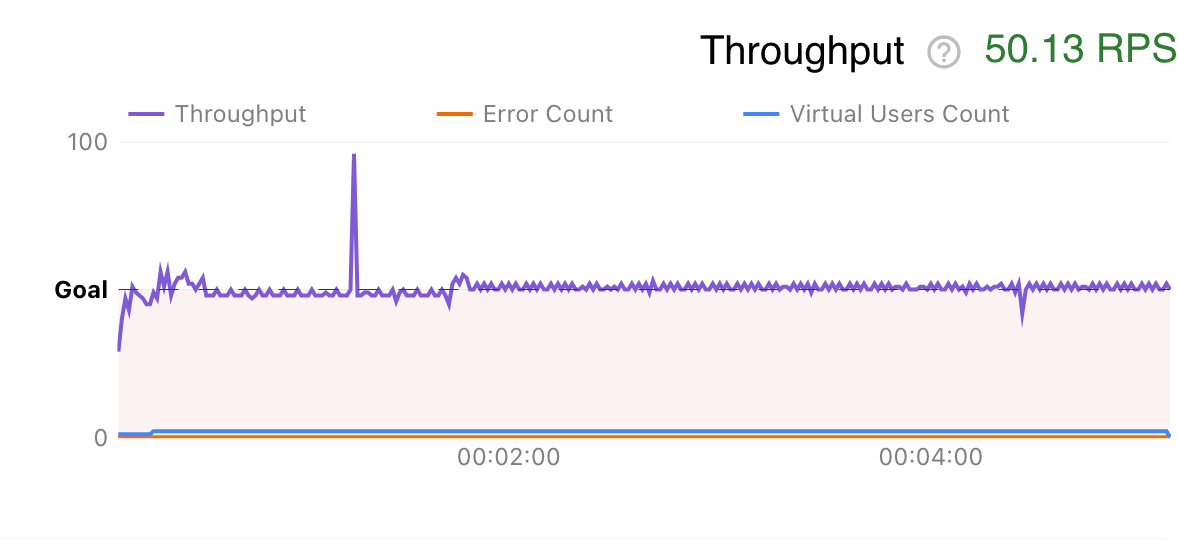 Throughput ? 50.13 RPS
Throughput Error Count Virtual Users Count
100
Goal
0
00:02:00 00:04:00